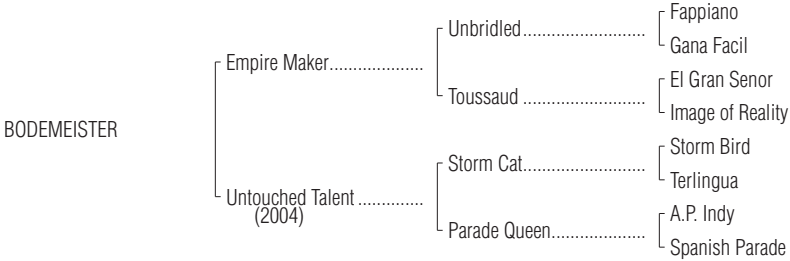 Fappiano
Unbridled..........................
Gana Facil
Empire Maker....................
El Gran Senor
Toussaud ..........................
Image of Reality
BODEMEISTER
Storm Bird
Storm Cat..........................
Terlingua
Untouched Talent ..............
(2004)
A.P. Indy
Parade Queen....................
Spanish Parade